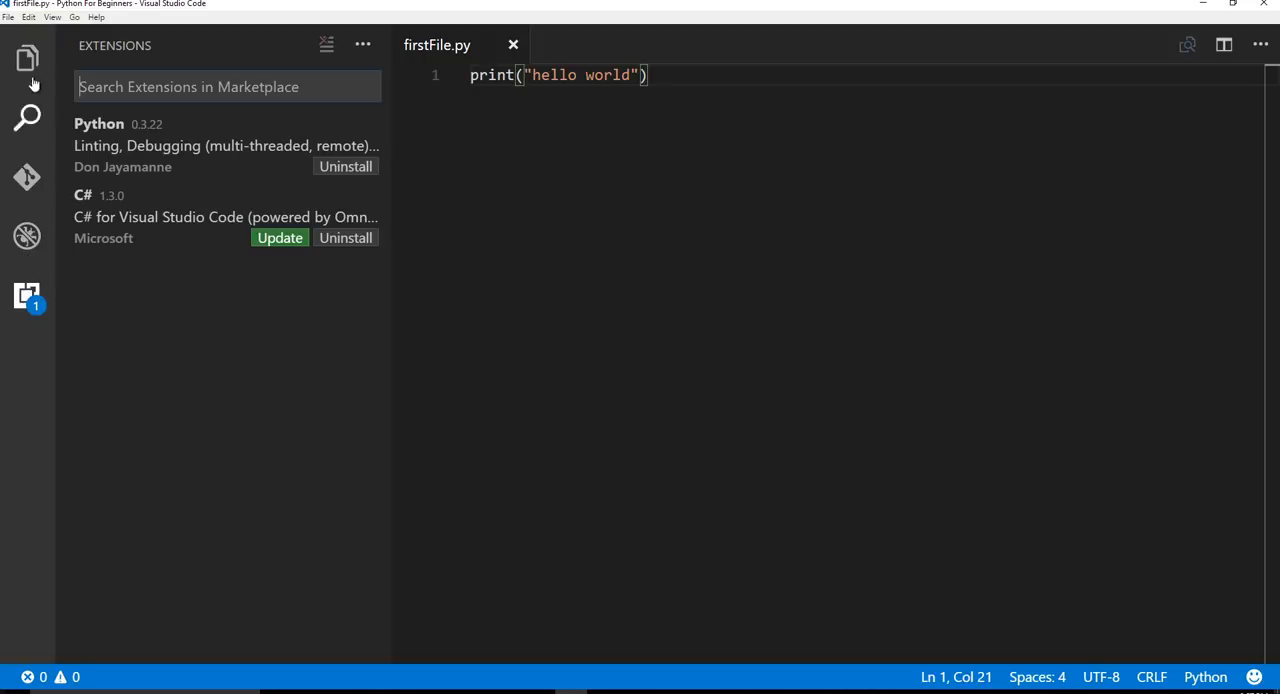 firstFile.py - Python For Beginners - Visual Studio Code
File Edit View Go Help
EXTENSIONS
firstFile.py
Search Extensions in Marketplace
Python 0.3.22
Linting, Debugging (multi-threaded, remote)...
Don Jayamanne Uninstall
C# 1.3.0
C# for Visual Studio Code (powered by Omn...
Microsoft Update Uninstall
1
1 print("hello world")
0 0 Ln 1, Col 21 Spaces: 4 UTF-8 CRLF Python